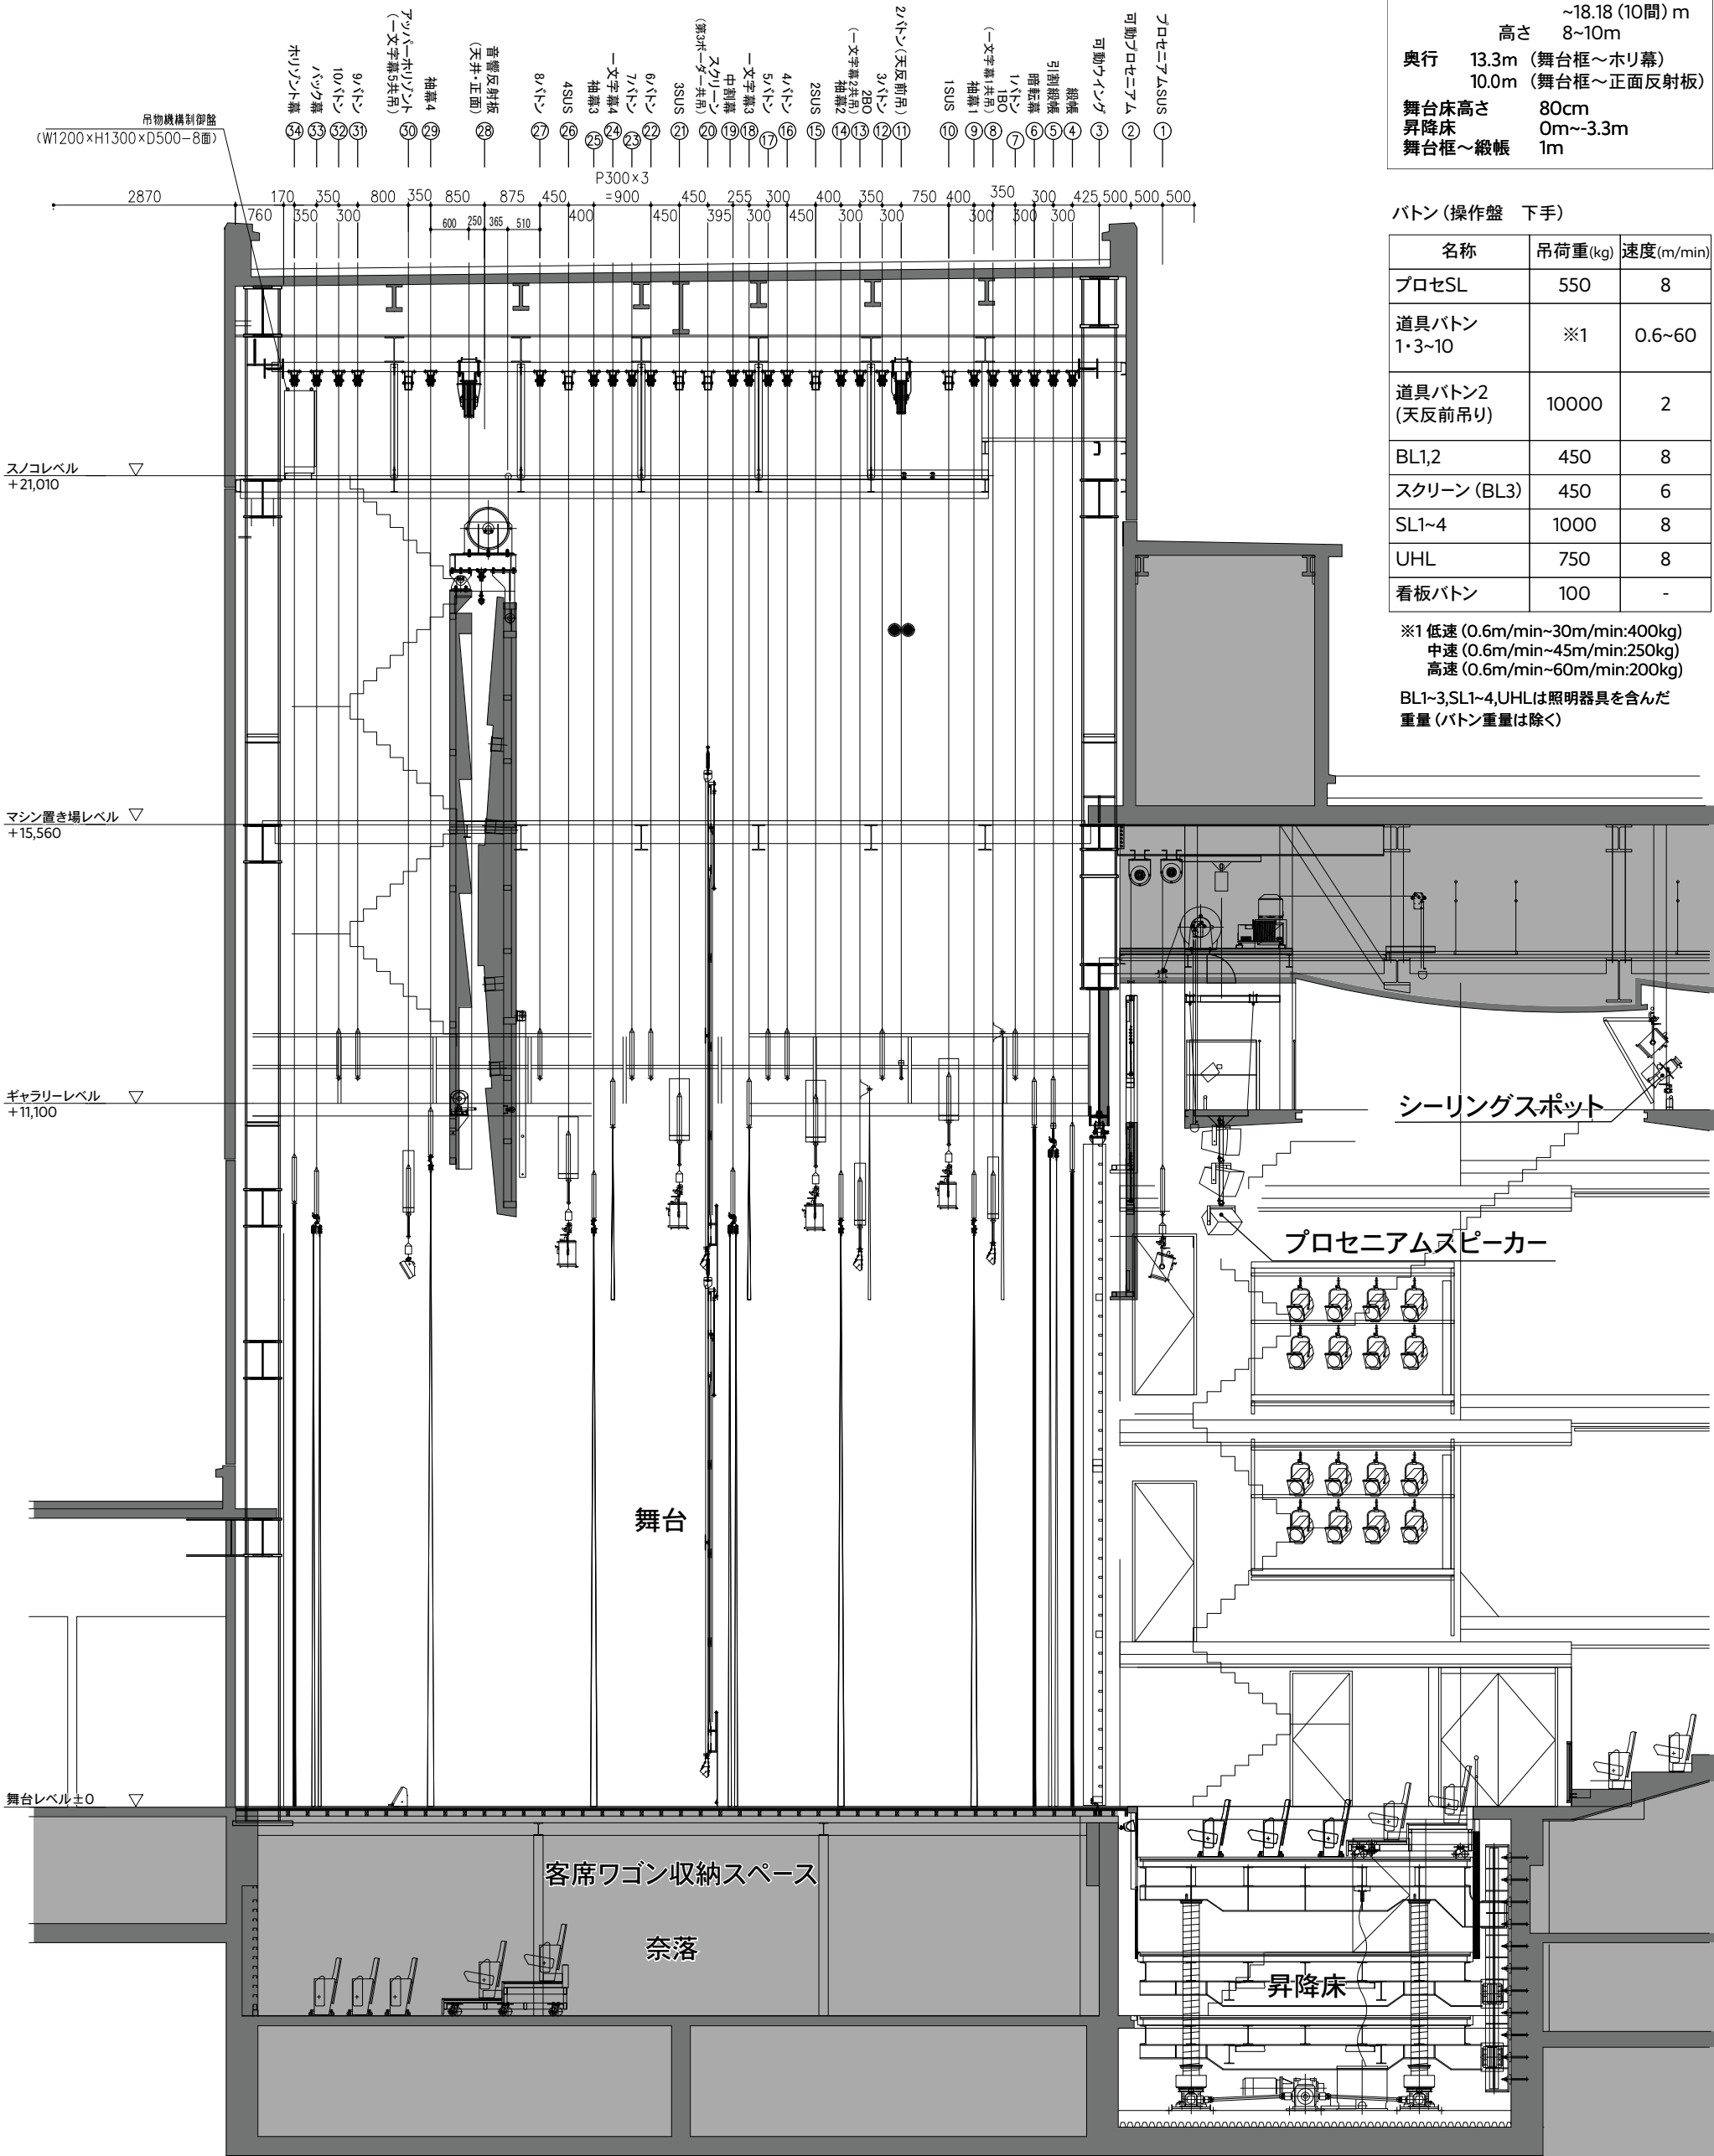 ~18.18 (10間) m
高さ 8~10m
奥行 13.3m (舞台框～ホリ幕)
10.0m (舞台框～正面反射板)
舞台床高さ 80cm
昇降床 0m~-3.3m
舞台框～緞帳 1m
ホリゾント幕 34
バック幕 33
10バトン 32
9バトン 31
アッパーホリゾント
(一文字幕5共吊) 30
袖幕4 29
音響反射板
(天井・正面) 28
8バトン 27
4SUS 26
袖幕3 25
一文字幕4 24
7バトン 23
6バトン 22
3SUS 21
スクリーン
(第3ボーダー共吊) 20
中割幕 19
一文字幕3 18
5バトン 17
4バトン 16
2SUS 15
袖幕2 14
2BO
(一文字幕2共吊) 13
3バトン 12
2バトン(天反前吊) 11
1SUS 10
袖幕1 9
1BO
(一文字幕1共吊) 8
1バトン 7
暗転幕 6
引割緞帳 5
緞帳 4
可動ウイング 3
可動プロセニアム 2
プロセニアムSUS 1
吊物機構制御盤
(W1200×H1300×D500-8面)
P300×3
2870 170 350 800 350 850 875 450 =900 450 255 300 400 350 750 400 350 300 425 500 500
760 350 300 400 450 395 300 450 300 300 300 300 300 500
600 250 365 510
バトン (操作盤 下手)
名称 吊荷重(kg) 速度(m/min)
プロセSL 550 8
道具バトン
1・3~10 ※1 0.6~60
道具バトン2
(天反前吊り) 10000 2
BL1,2 450 8
スクリーン (BL3) 450 6
SL1~4 1000 8
UHL 750 8
看板バトン 100 -
※1 低速 (0.6m/min~30m/min:400kg)
中速 (0.6m/min~45m/min:250kg)
高速 (0.6m/min~60m/min:200kg)
BL1~3,SL1~4,UHLは照明器具を含んだ
重量 (バトン重量は除く)
スノコレベル
+21,010
マシン置き場レベル
+15,560
ギャラリーレベル
+11,100
シーリングスポット
プロセニアムスピーカー
舞台
舞台レベル±0
客席ワゴン収納スペース
奈落
昇降床